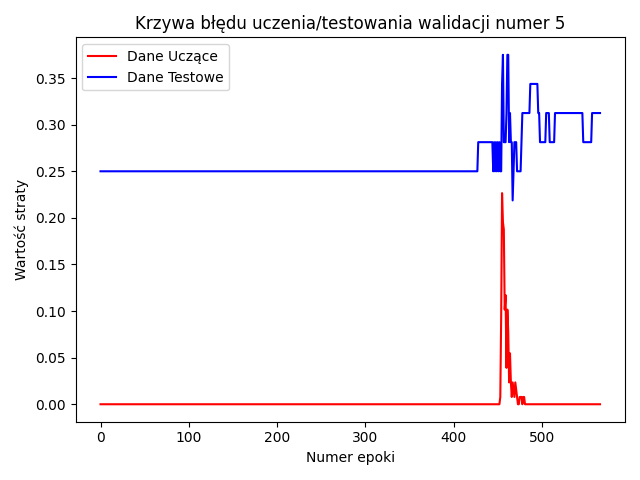 Krzywa błędu uczenia/testowania walidacji numer 5
Dane Uczące
Dane Testowe
Wartość straty
0.35
0.30
0.25
0.20
0.15
0.10
0.05
0.00
0 100 200 300 400 500
Numer epoki